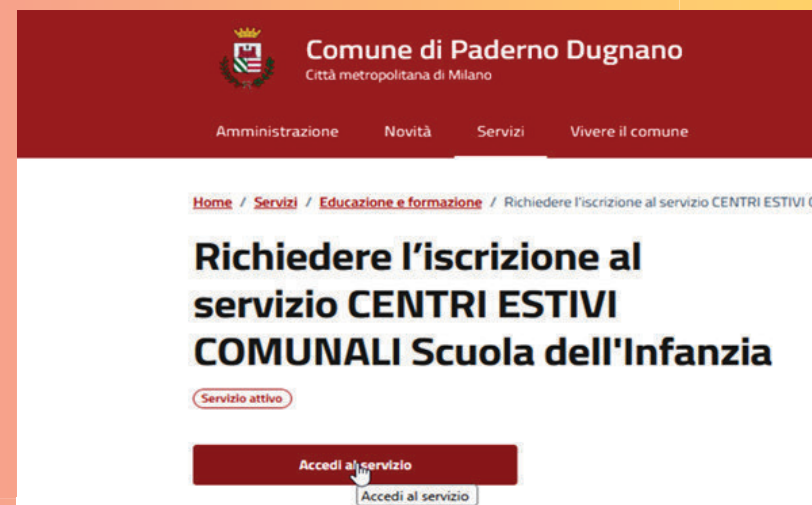 Comune di Paderno Dugnano
Città metropolitana di Milano
Amministrazione Novità Servizi Vivere il comune
Home / Servizi / Educazione e formazione / Richiedere l'iscrizione al servizio CENTRI ESTIVI
Richiedere l’iscrizione al
servizio CENTRI ESTIVI
COMUNALI Scuola dell'Infanzia
Servizio attivo
Accedi al servizio
Accedi al servizio